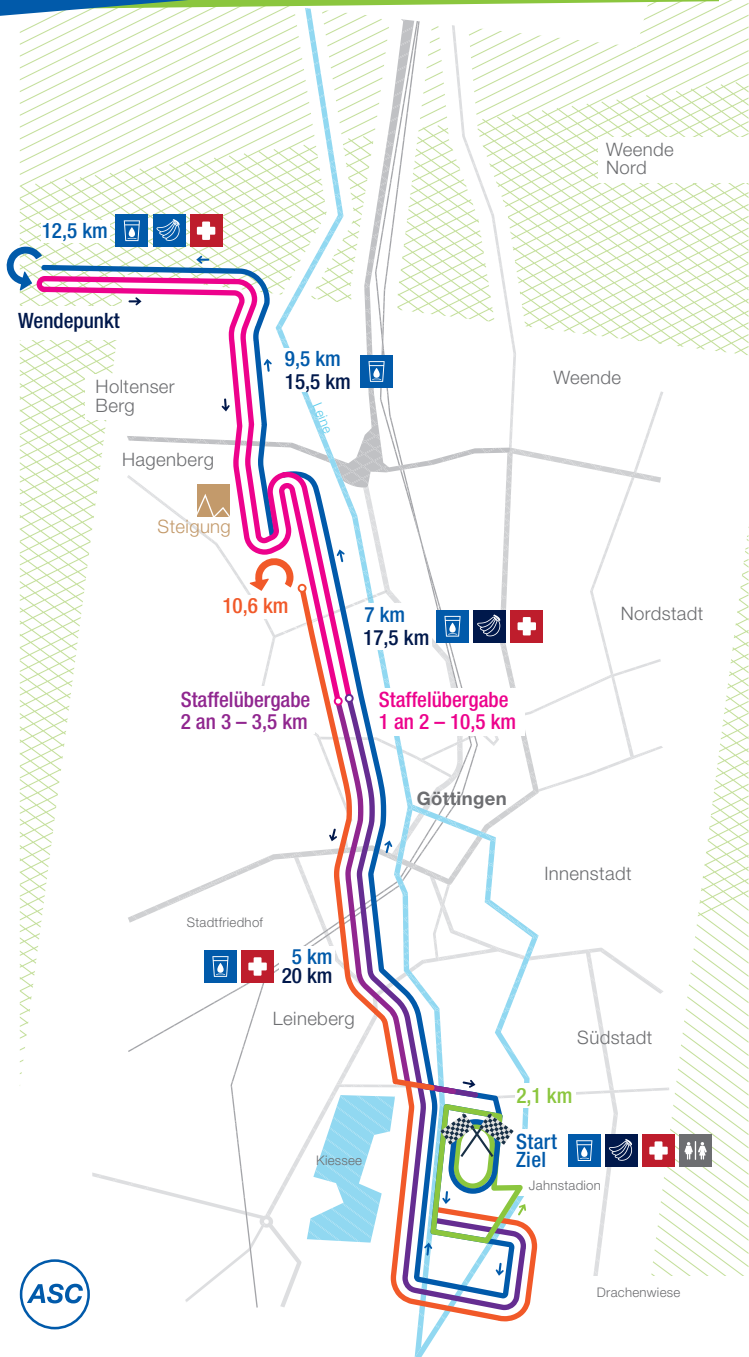 Weende
Nord
12,5 km
Wendepunkt
9,5 km
15,5 km
Holtenser
Berg
Weende
Leine
Hagenberg
Steigung
10,6 km
7 km
17,5 km
Nordstadt
Staffelübergabe
2 an 3 – 3,5 km
Staffelübergabe
1 an 2 – 10,5 km
Göttingen
Innenstadt
Stadtfriedhof
5 km
20 km
Leineberg
Südstadt
2,1 km
Start
Ziel
Kiessee
Jahnstadion
Drachenwiese
ASC